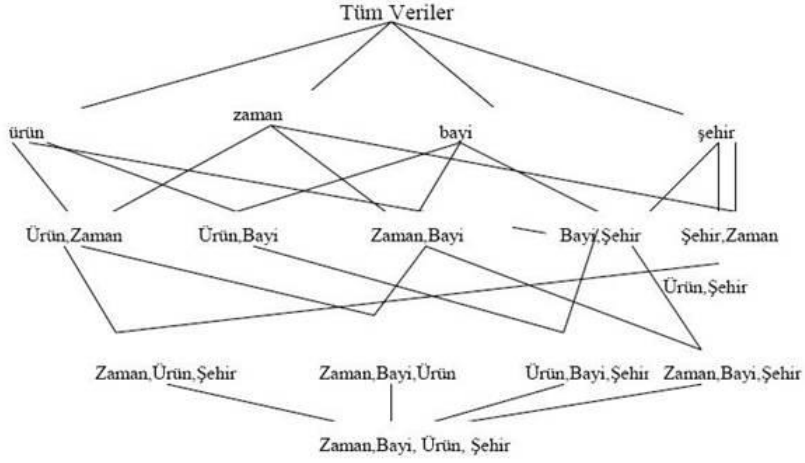 Tüm Veriler
ürün
zaman
bayi
şehir
Ürün,Zaman
Ürün,Bayi
Zaman,Bayi
Bayi,Şehir
Şehir,Zaman
Ürün,Şehir
Zaman,Ürün,Şehir
Zaman,Bayi,Ürün
Ürün,Bayi,Şehir
Zaman,Bayi,Şehir
Zaman,Bayi, Ürün, Şehir